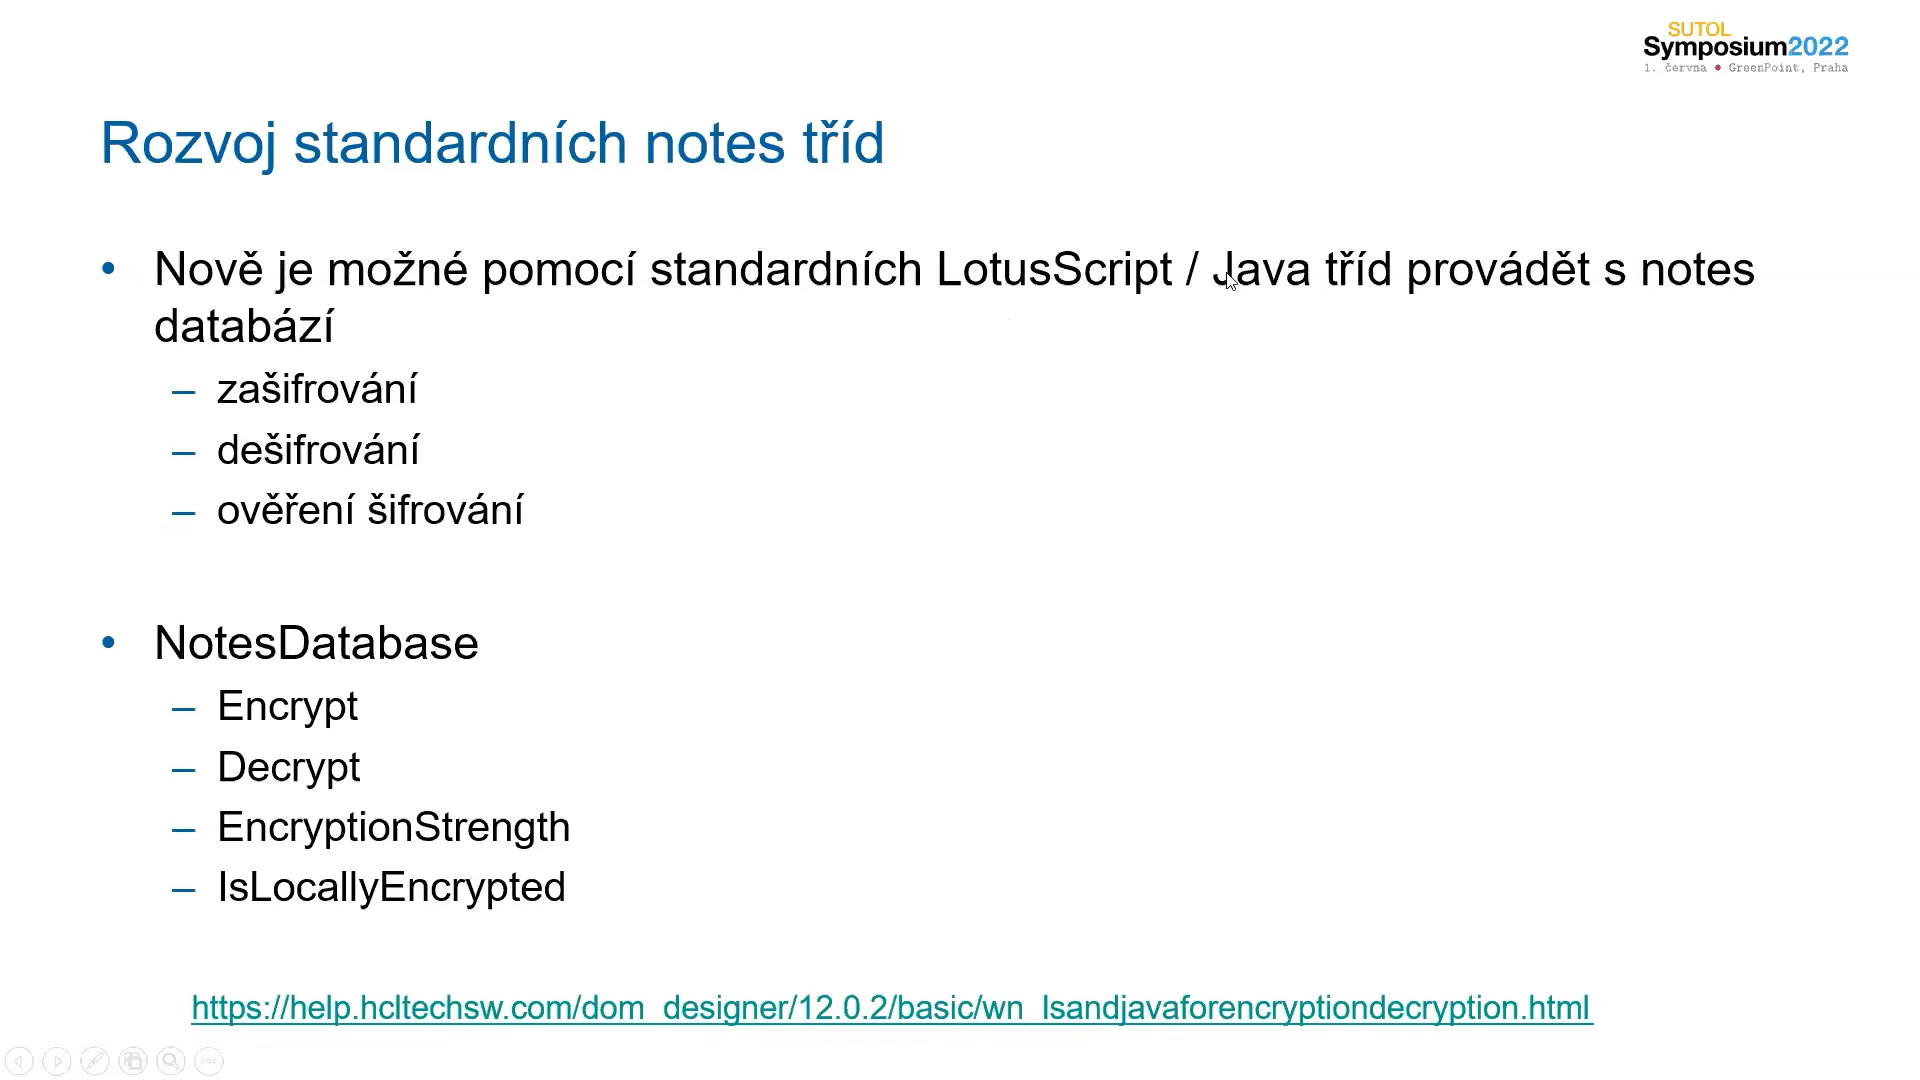 SUTOL
Symposium2022
1. června • GreenPoint, Praha
Rozvoj standardních notes tříd
• Nově je možné pomocí standardních LotusScript / Java tříd provádět s notes
databází
– zašifrování
– dešifrování
– ověření šifrování
• NotesDatabase
– Encrypt
– Decrypt
– EncryptionStrength
– IsLocallyEncrypted
https://help.hcltechsw.com/dom_designer/12.0.2/basic/wn_lsandjavaforencryptiondecryption.html